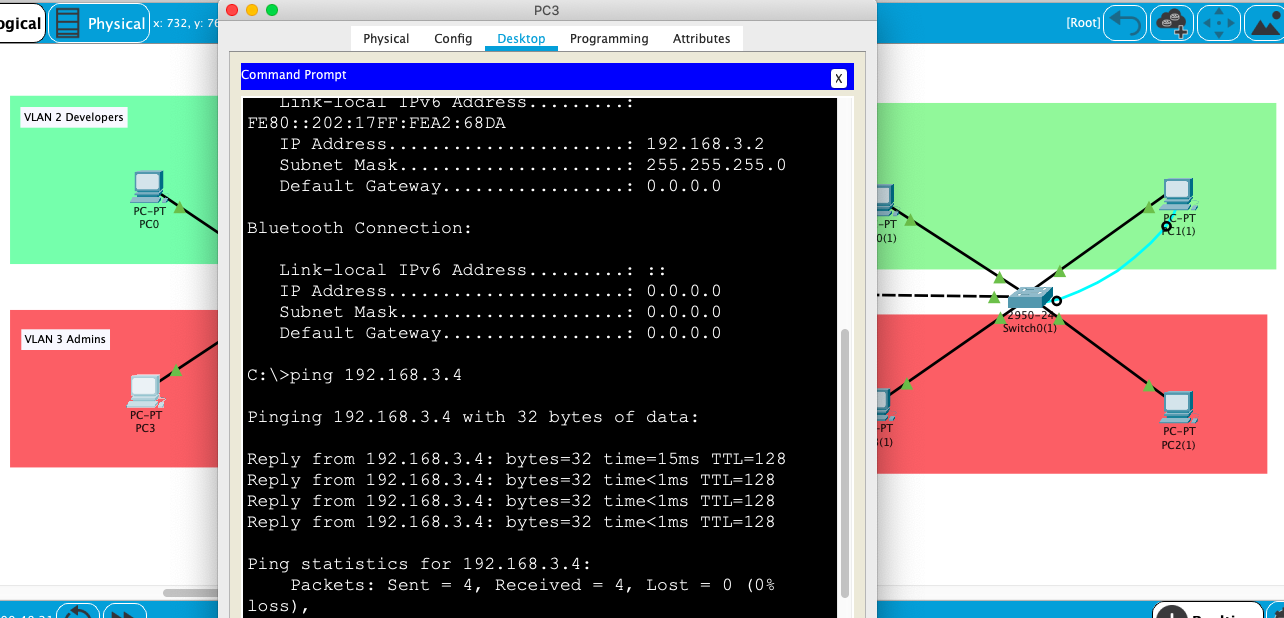 PC3
ogical
Physical
x: 732, y: 76
[Root]
Physical Config Desktop Programming Attributes
Command Prompt
X
Link-local IPv6 Address.........:
FE80::202:17FF:FEA2:68DA
IP Address......................: 192.168.3.2
Subnet Mask.....................: 255.255.255.0
Default Gateway.................: 0.0.0.0
Bluetooth Connection:
Link-local IPv6 Address.........: ::
IP Address......................: 0.0.0.0
Subnet Mask.....................: 0.0.0.0
Default Gateway.................: 0.0.0.0
C:\>ping 192.168.3.4
Pinging 192.168.3.4 with 32 bytes of data:
Reply from 192.168.3.4: bytes=32 time=15ms TTL=128
Reply from 192.168.3.4: bytes=32 time<1ms TTL=128
Reply from 192.168.3.4: bytes=32 time<1ms TTL=128
Reply from 192.168.3.4: bytes=32 time<1ms TTL=128
Ping statistics for 192.168.3.4:
Packets: Sent = 4, Received = 4, Lost = 0 (0%
loss),
VLAN 2 Developers
PC-PT
PC0
VLAN 3 Admins
PC-PT
PC3
-PT
0(1)
PC-PT
PC1(1)
2950-24
Switch0(1)
-PT
(1)
PC-PT
PC2(1)